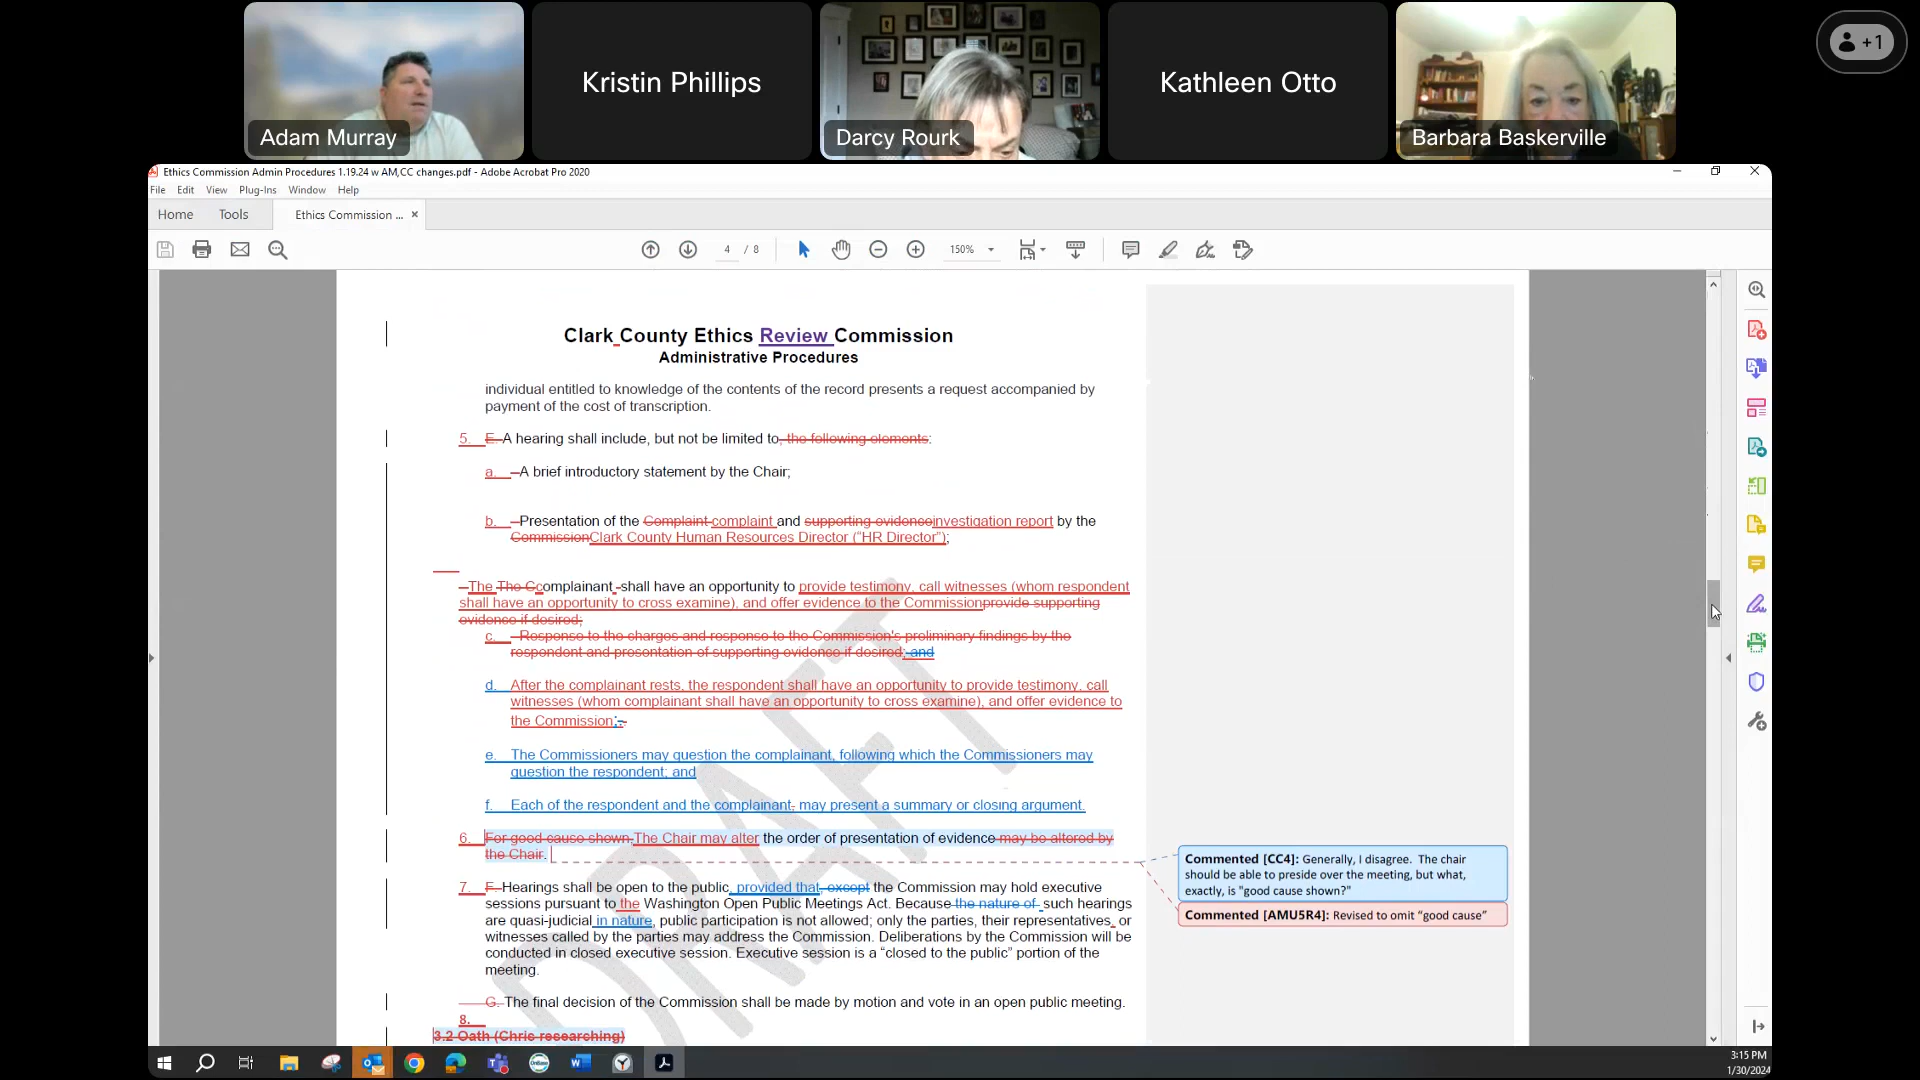 +1
Adam Murray
Kristin Phillips
Darcy Rourk
Kathleen Otto
Barbara Baskerville
Ethics Commission Admin Procedures 1.19.24 w AM,CC changes.pdf - Adobe Acrobat Pro 2020
File Edit View Plug-Ins Window Help
Home Tools Ethics Commission ... ×
4 / 8 150%
Clark County Ethics Review Commission
Administrative Procedures
individual entitled to knowledge of the contents of the record presents a request accompanied by
payment of the cost of transcription.
5. E. A hearing shall include, but not be limited to, the following elements:
a. –A brief introductory statement by the Chair;
b. –Presentation of the Complaint complaint and supporting evidenceinvestigation report by the
CommissionClark County Human Resources Director ("HR Director");
–The The Ccomplainant -shall have an opportunity to provide testimony, call witnesses (whom respondent
shall have an opportunity to cross examine), and offer evidence to the Commissionprovide supporting
evidence if desired;
c. –Response to the charges and response to the Commission's preliminary findings by the
respondent and presentation of supporting evidence if desired; and
d. After the complainant rests, the respondent shall have an opportunity to provide testimony, call
witnesses (whom complainant shall have an opportunity to cross examine), and offer evidence to
the Commission;.
e. The Commissioners may question the complainant, following which the Commissioners may
question the respondent; and
f. Each of the respondent and the complainant, may present a summary or closing argument.
6. For good cause shown, The Chair may alter the order of presentation of evidence may be altered by
the Chair.
Commented [CC4]: Generally, I disagree. The chair
should be able to preside over the meeting, but what,
exactly, is "good cause shown?"
7. F. Hearings shall be open to the public, provided that, except the Commission may hold executive
sessions pursuant to the Washington Open Public Meetings Act. Because the nature of such hearings
Commented [AMU5R4]: Revised to omit "good cause"
are quasi-judicial in nature, public participation is not allowed; only the parties, their representatives, or
witnesses called by the parties may address the Commission. Deliberations by the Commission will be
conducted in closed executive session. Executive session is a "closed to the public" portion of the
meeting.
G. The final decision of the Commission shall be made by motion and vote in an open public meeting.
8.
3.2 Oath (Chris researching)
DRAFT
3:15 PM
1/30/2024